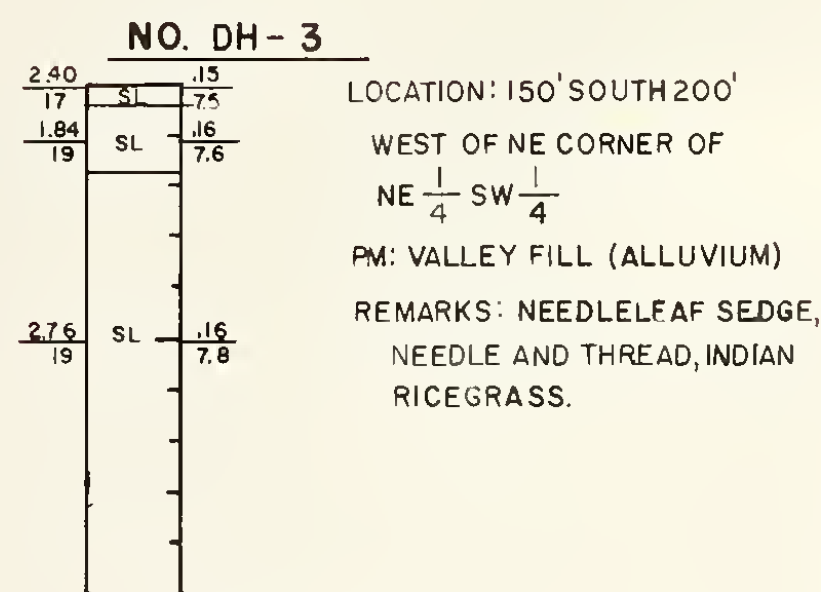 NO. DH-3
2.40 .15
17 SL 7.5
1.84 .16
19 SL 7.6
2.76 .16
19 SL 7.8
LOCATION: 150' SOUTH 200'
WEST OF NE CORNER OF
NE 1/4 SW 1/4
PM: VALLEY FILL (ALLUVIUM)
REMARKS: NEEDLELEAF SEDGE,
NEEDLE AND THREAD, INDIAN
RICEGRASS.